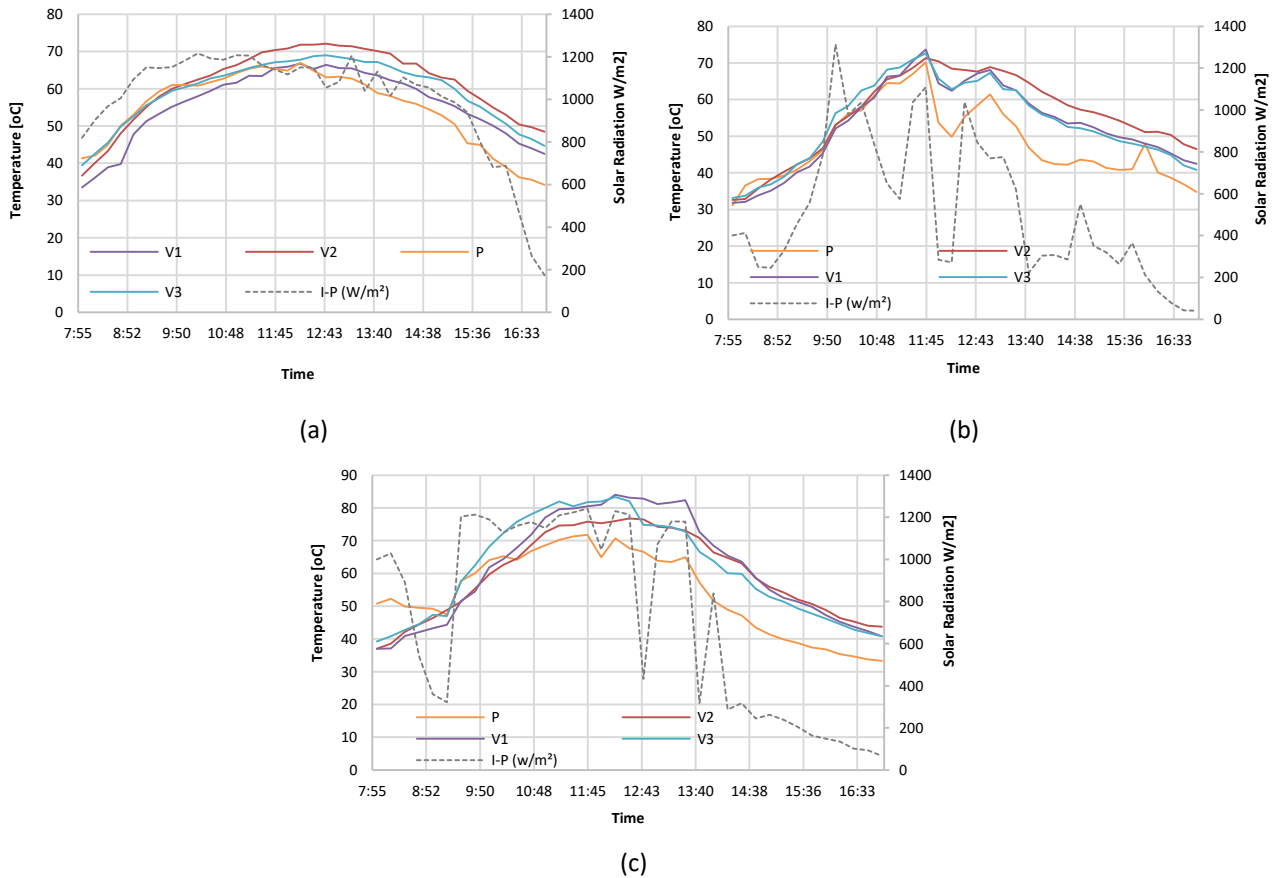 80
70
60
50
40
30
20
10
0
Temperature [oC]
1400
1200
1000
800
600
400
200
0
Solar Radiation W/m2
V1 V2 P
V3 I-P (W/m²)
7:55 8:52 9:50 10:48 11:45 12:43 13:40 14:38 15:36 16:33
Time
(a)
80
70
60
50
40
30
20
10
0
Temperature [oC]
1400
1200
1000
800
600
400
200
0
Solar Radiation W/m2
P V2
V1 V3
I-P (w/m²)
7:55 8:52 9:50 10:48 11:45 12:43 13:40 14:38 15:36 16:33
Time
(b)
90
80
70
60
50
40
30
20
10
0
Temperature [oC]
1400
1200
1000
800
600
400
200
0
Solar Radiation W/m2
P V2
V1 V3
I-P (w/m²)
7:55 8:52 9:50 10:48 11:45 12:43 13:40 14:38 15:36 16:33
Time
(c)